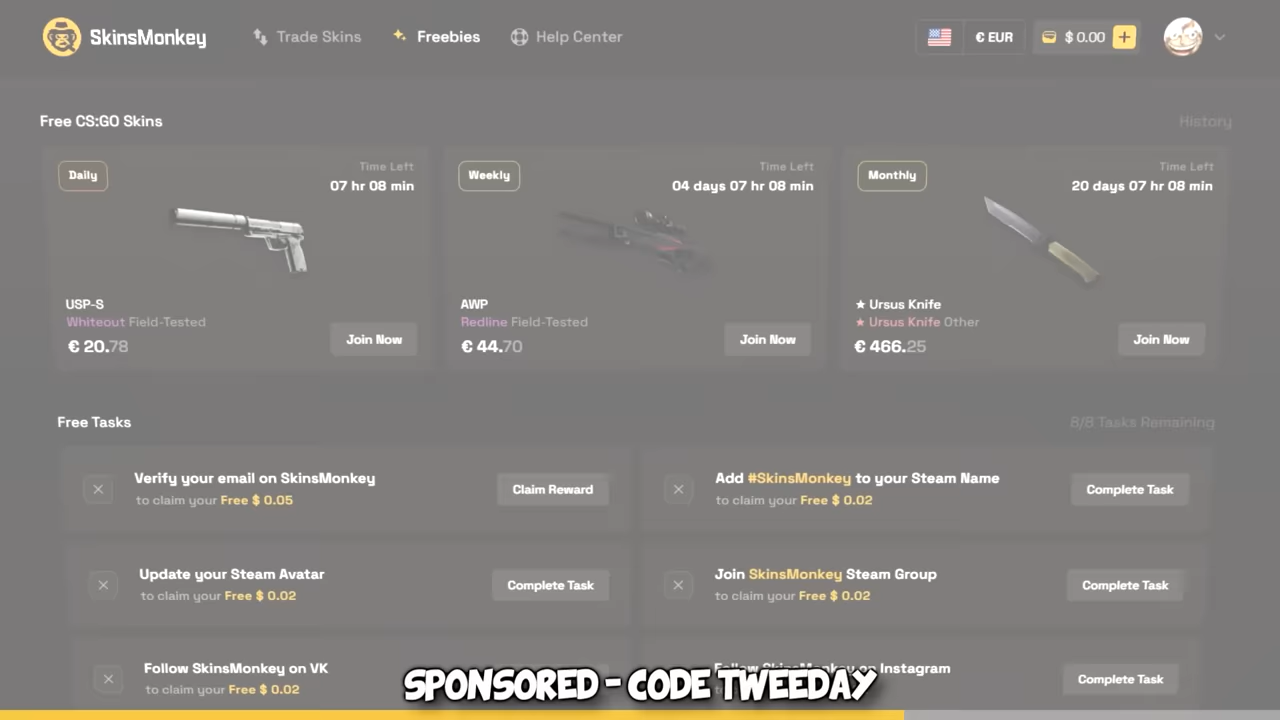 SkinsMonkey
Trade Skins
Freebies
Help Center
€ EUR
$ 0.00 +
Free CS:GO Skins
History
Daily
Time Left
07 hr 08 min
USP-S
Whiteout Field-Tested
€ 20.78
Join Now
Weekly
Time Left
04 days 07 hr 08 min
AWP
Redline Field-Tested
€ 44.70
Join Now
Monthly
Time Left
20 days 07 hr 08 min
★ Ursus Knife
★ Ursus Knife Other
€ 466.25
Join Now
Free Tasks
8/8 Tasks Remaining
Verify your email on SkinsMonkey
to claim your Free $ 0.05
Claim Reward
Add #SkinsMonkey to your Steam Name
to claim your Free $ 0.02
Complete Task
Update your Steam Avatar
to claim your Free $ 0.02
Complete Task
Join SkinsMonkey Steam Group
to claim your Free $ 0.02
Complete Task
Follow SkinsMonkey on VK
to claim your Free $ 0.02
Follow SkinsMonkey on Instagram
Complete Task
SPONSORED - CODE TWEEDAY